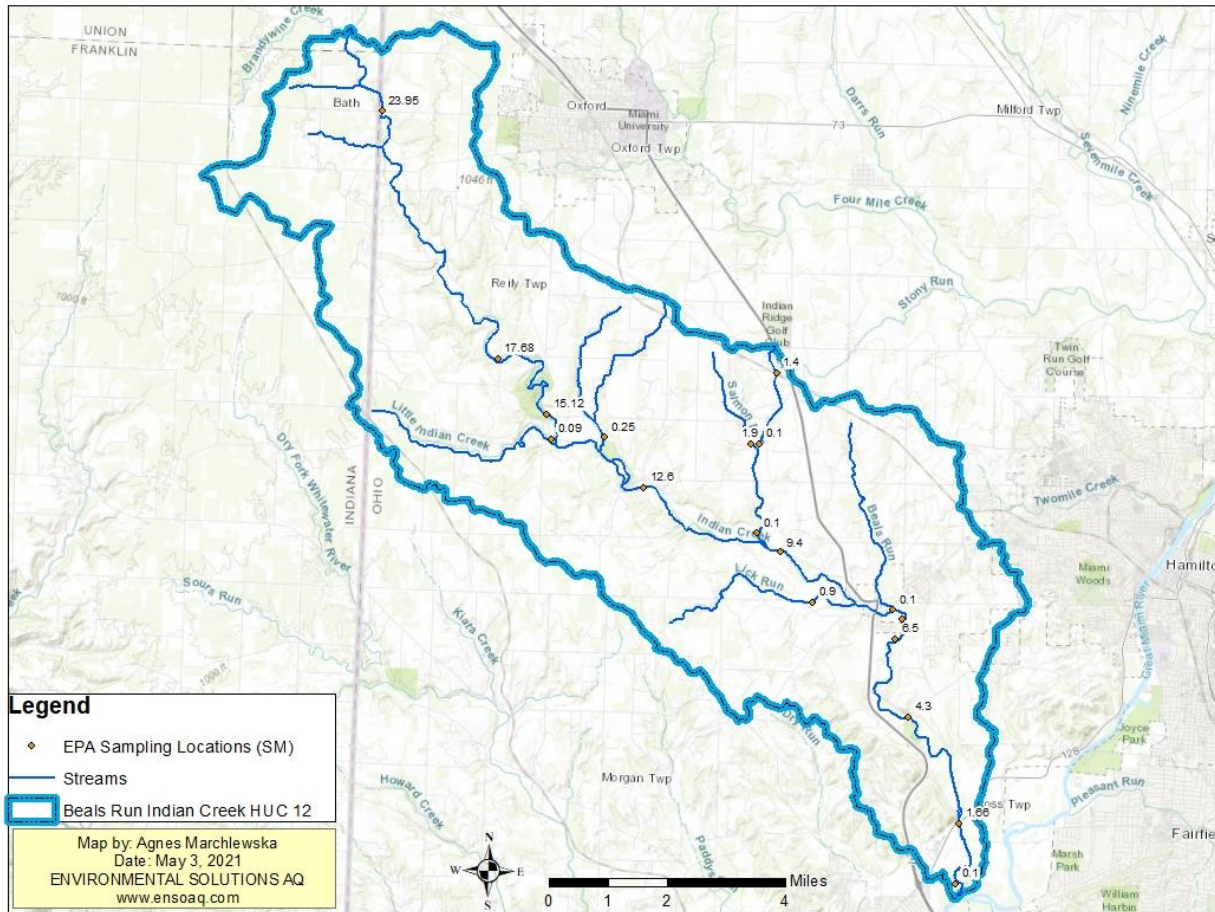 UNION
FRANKLIN
Brandywine Creek
Bath
23.95
Oxford
Miami
University
Oxford Twp
73
Darrs Run
Milford Twp
Ninemile Creek
Sevenmile Creek
1046 ft
Four Mile Creek
Reily Twp
Stony Run
1000 ft
Indian
Ridge
Golf
Club
Twin
Run Golf
Course
17.68
1.4
15.12
Little Indian Creek
0.09
0.25
Salmon
1.9
0.1
INDIANA
OHIO
Dry Fork Whitewater River
12.6
Beals Run
Twomile Creek
Indian Creek
0.1
9.4
Hamilto
Miami
Woods
Great Miami River
Lick Run
0.9
0.1
Sours Run
6.5
Kiata Creek
1000 ft
4.3
Dry Run
Joyce
Park
128
Legend
EPA Sampling Locations (SM)
Streams
Beals Run Indian Creek HUC 12
Howard Creek
Morgan Twp
Pleasant Run
oss Twp
1.66
Fairfie
Paddys
Marsh
Park
0.1
William
Harbin
Map by: Agnes Marchlewska
Date: May 3, 2021
ENVIRONMENTAL SOLUTIONS AQ
www.ensoaq.com
N
W
E
S
Miles
0 1 2 4